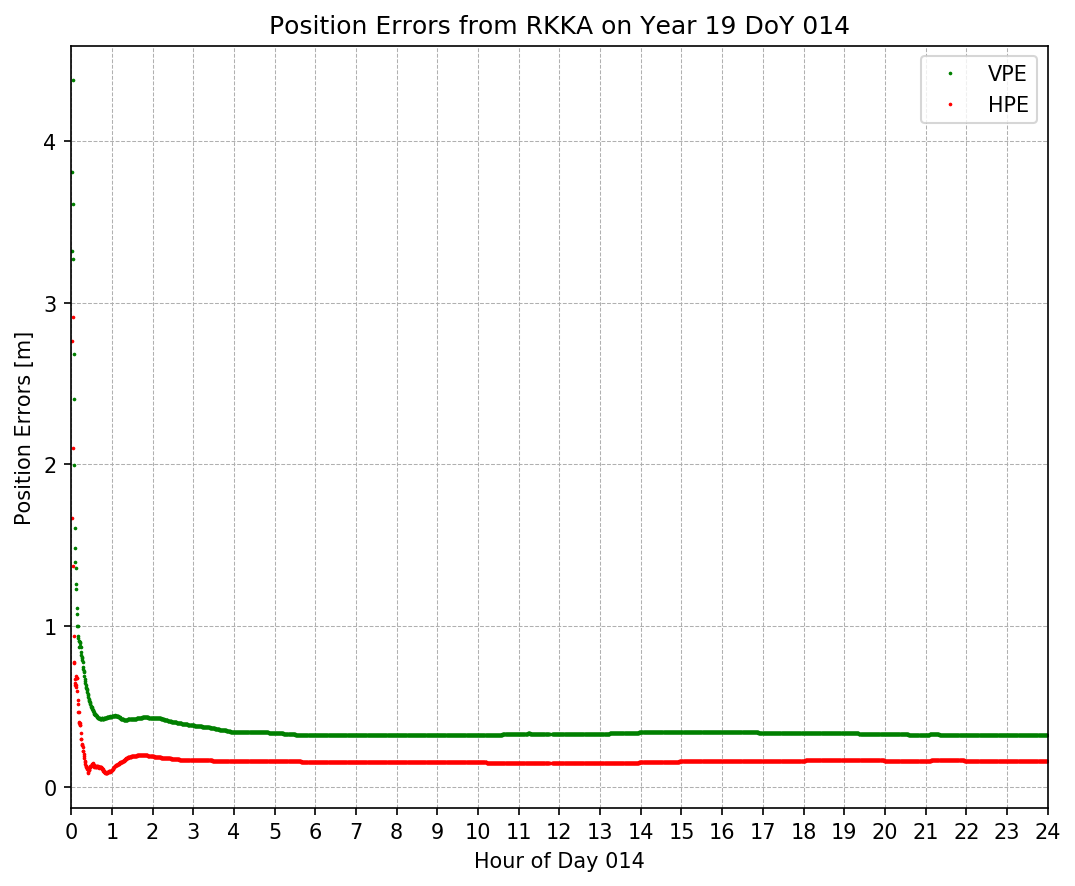 Position Errors from RKKA on Year 19 DoY 014
VPE
HPE
Position Errors [m]
4
3
2
1
0
0 1 2 3 4 5 6 7 8 9 10 11 12 13 14 15 16 17 18 19 20 21 22 23 24
Hour of Day 014